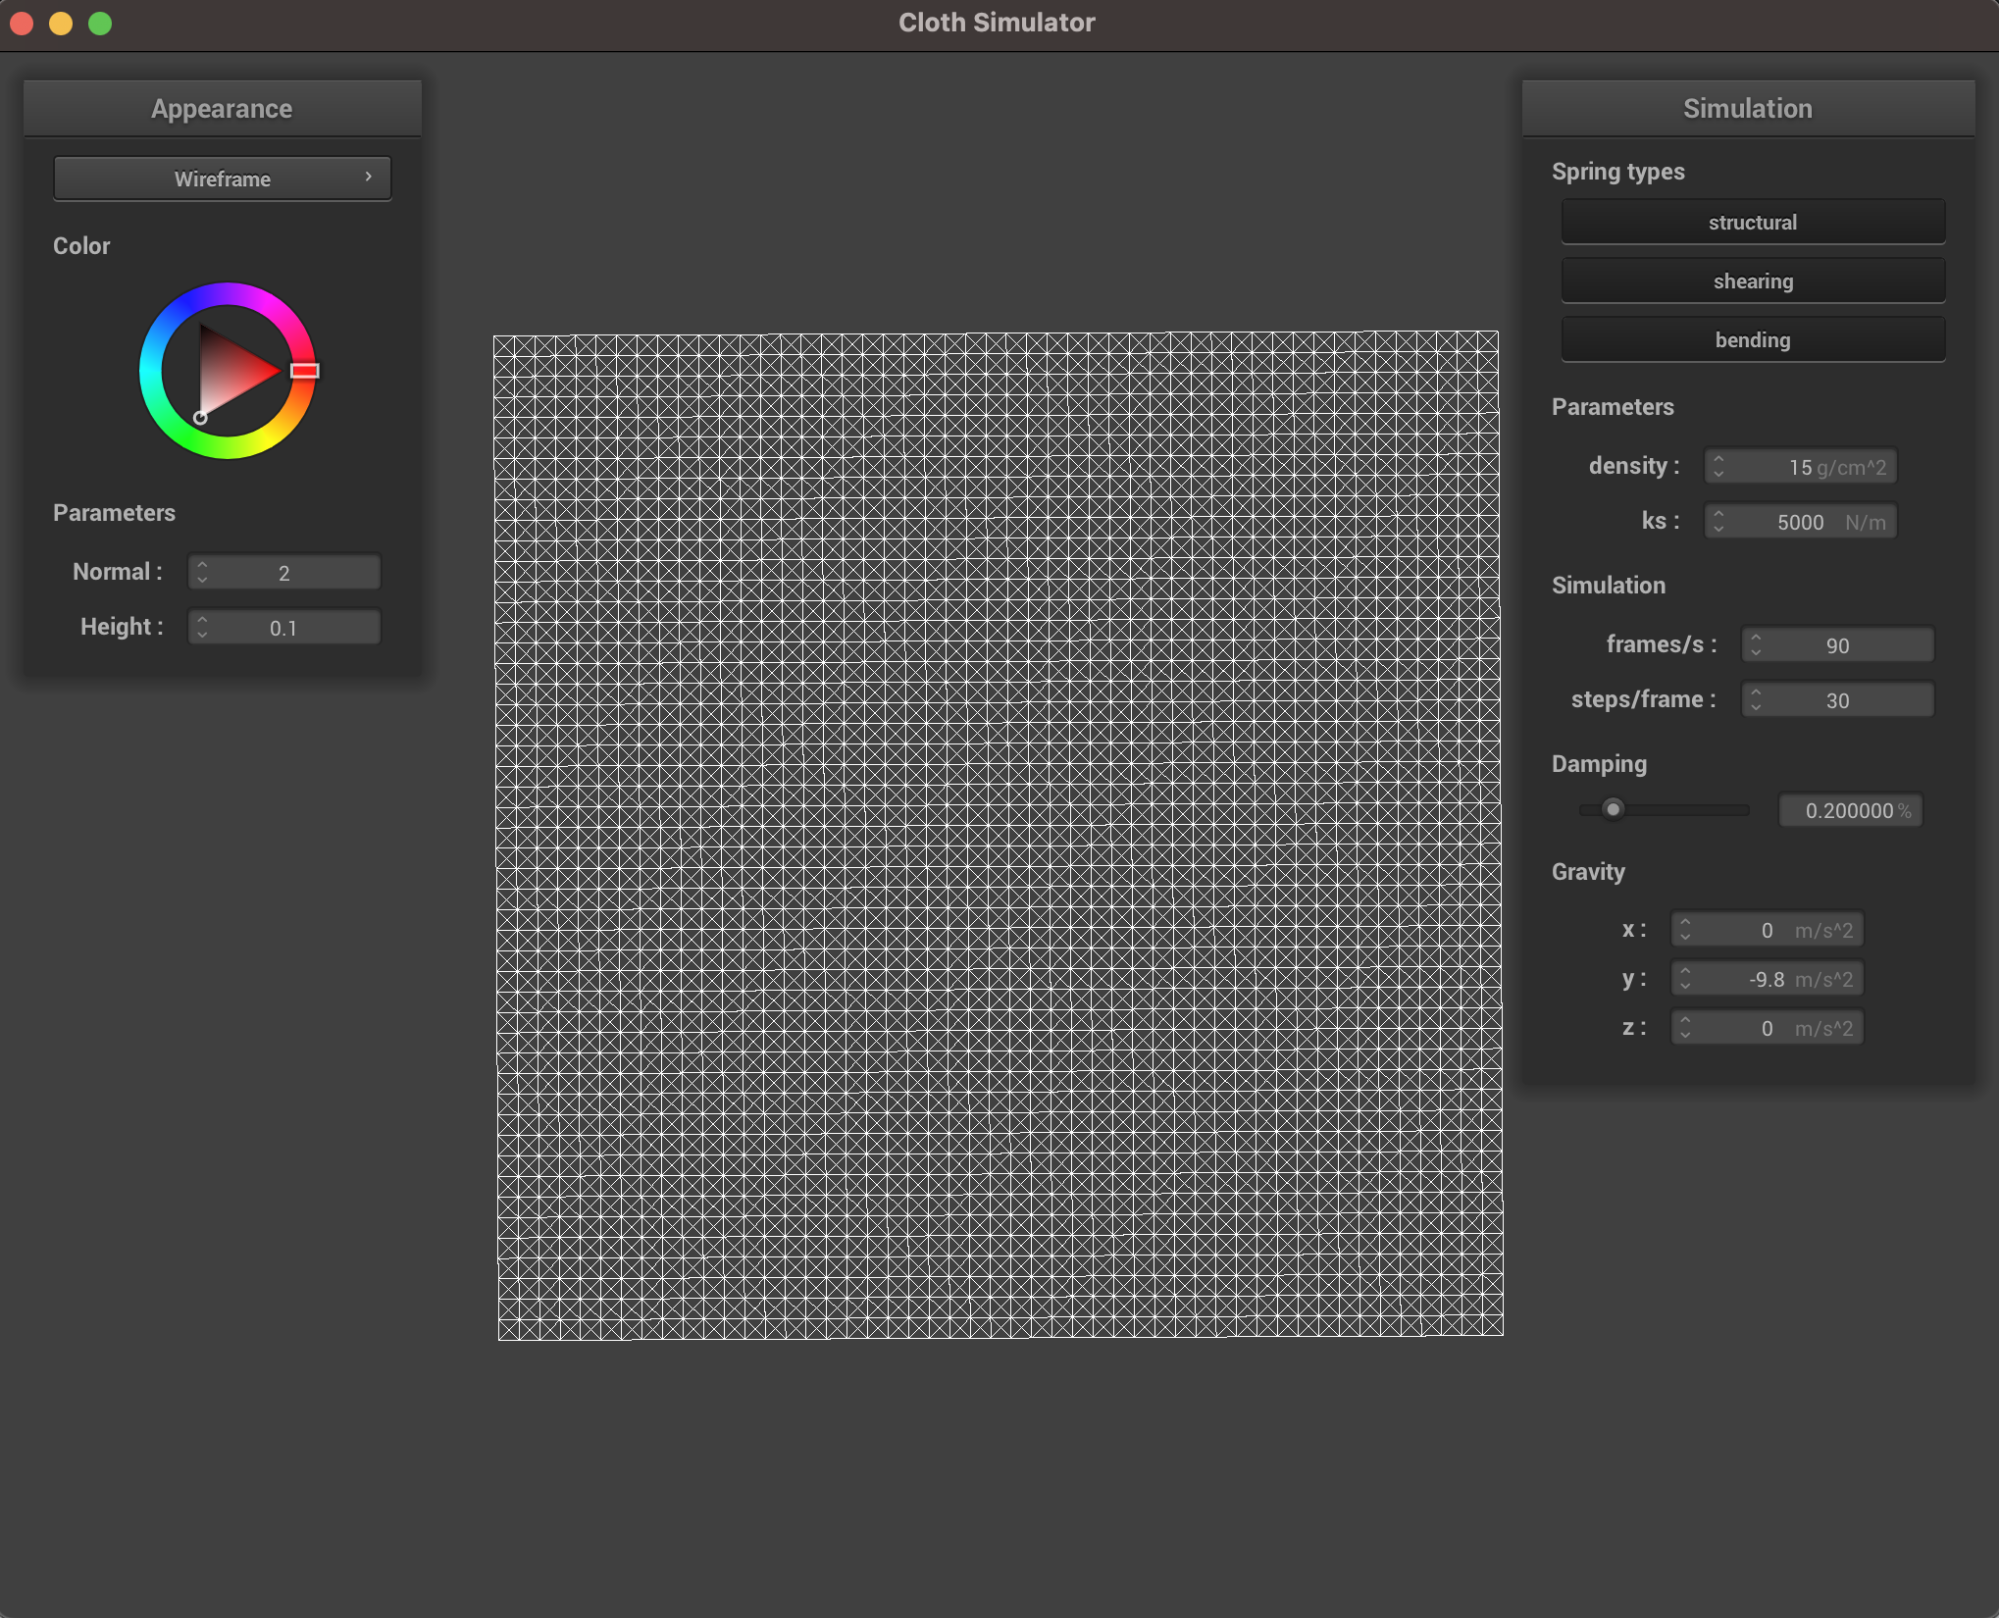 Cloth Simulator
Appearance
Wireframe
Color
Parameters
Normal : 2
Height : 0.1
Simulation
Spring types
structural
shearing
bending
Parameters
density : 15 g/cm^2
ks : 5000 N/m
Simulation
frames/s : 90
steps/frame : 30
Damping
0.200000 %
Gravity
x : 0 m/s^2
y : -9.8 m/s^2
z : 0 m/s^2